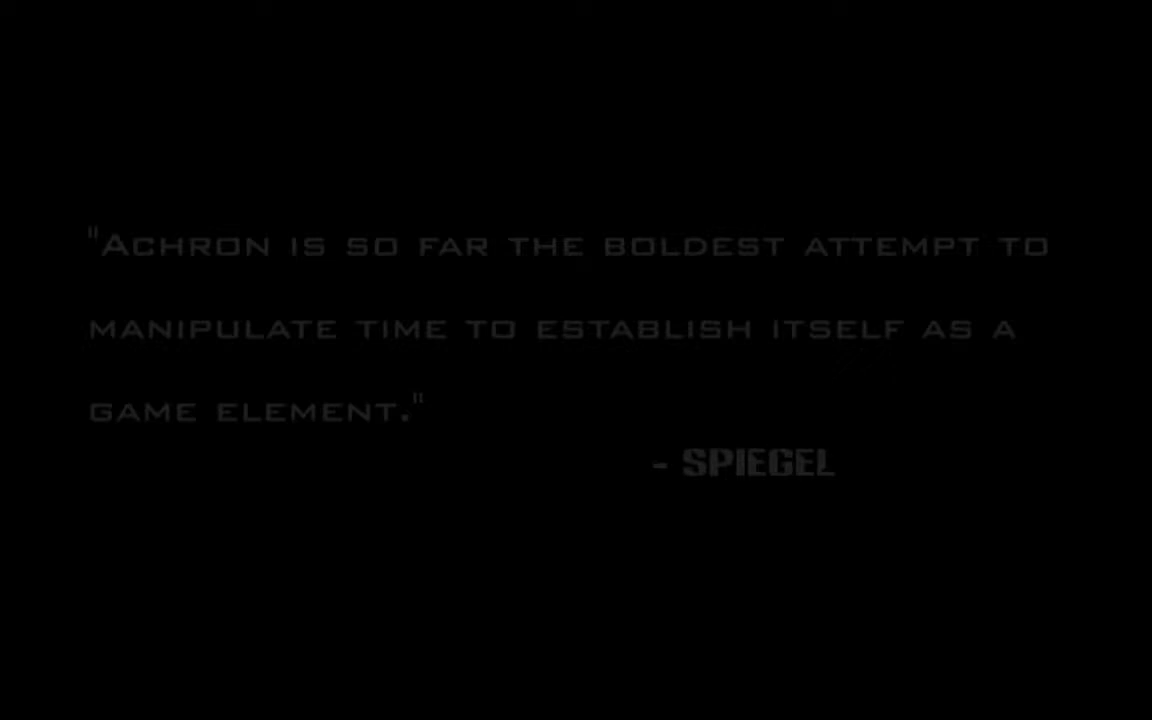 "Achron is so far the boldest attempt to
manipulate time to establish itself as a
game element."
- SPIEGEL